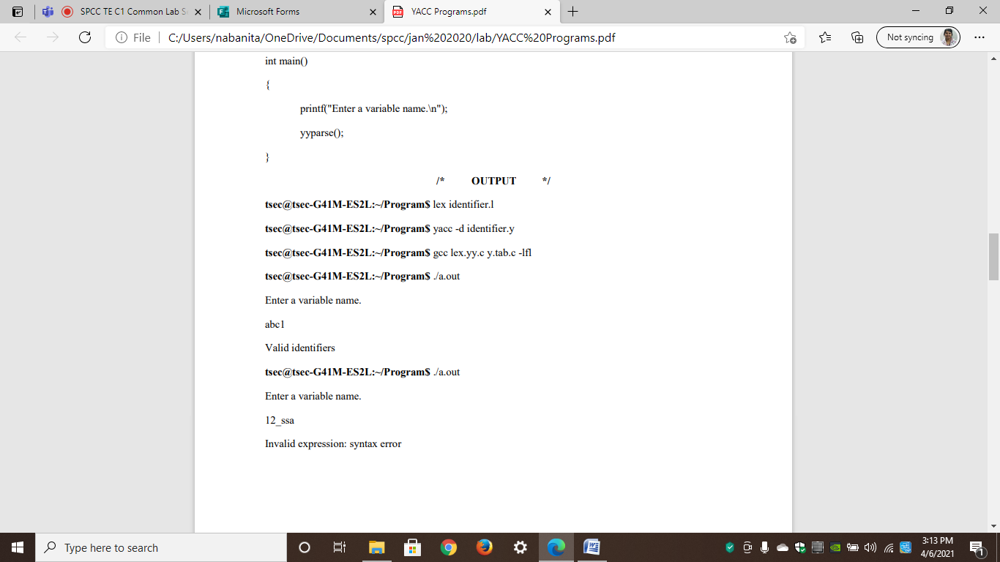 SPCC TE C1 Common Lab S
Microsoft Forms
YACC Programs.pdf
File
C:/Users/nabanita/OneDrive/Documents/spcc/jan%202020/lab/YACC%20Programs.pdf
Not syncing
int main()
{
printf("Enter a variable name.\n");
yyparse();
}
/* OUTPUT */
tsec@tsec-G41M-ES2L:~/Program$ lex identifier.l
tsec@tsec-G41M-ES2L:~/Program$ yacc -d identifier.y
tsec@tsec-G41M-ES2L:~/Program$ gcc lex.yy.c y.tab.c -lfl
tsec@tsec-G41M-ES2L:~/Program$ ./a.out
Enter a variable name.
abc1
Valid identifiers
tsec@tsec-G41M-ES2L:~/Program$ ./a.out
Enter a variable name.
12_ssa
Invalid expression: syntax error
Type here to search
3:13 PM
4/6/2021
1